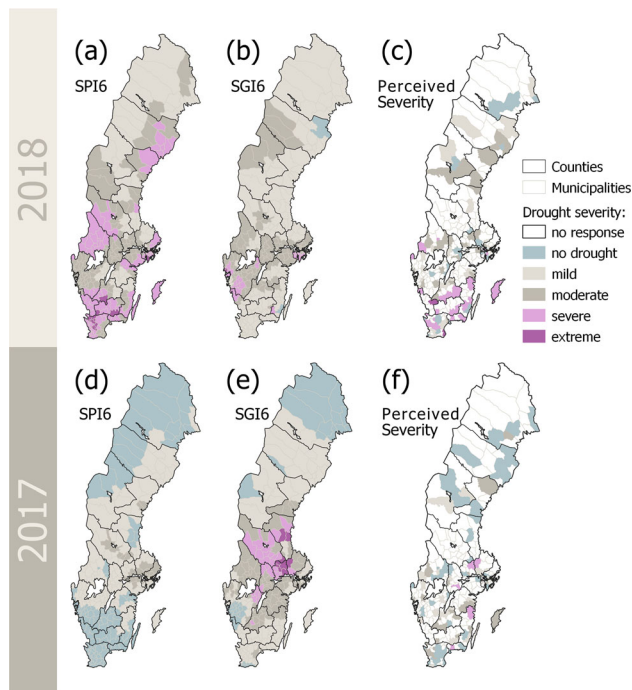 2018
(a)
SPI6
(b)
SGI6
(c)
Perceived
Severity
Counties
Municipalities
Drought severity:
no response
no drought
mild
moderate
severe
extreme
2017
(d)
SPI6
(e)
SGI6
(f)
Perceived
Severity